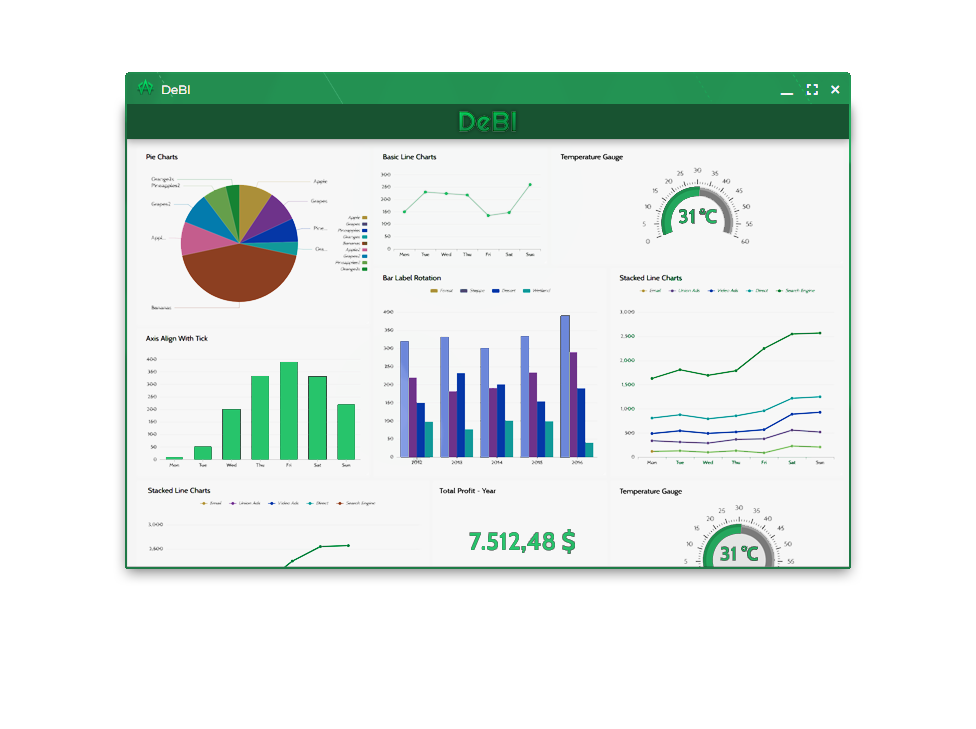 DeBI
DeBI
Pie Charts
Oranges2
Pineapples2
Grapes2
Appl...
Bananas
Apple
Grapes
Pine...
Ora...
Apple
Grapes
Pineapples
Oranges
Bananas
Apples2
Grapes2
Pineapples2
Oranges2
Basic Line Charts
300
250
200
150
100
50
0
Mon Tue Wed Thu Fri Sat Sun
Temperature Gauge
0 5 10 15 20 25 30 35 40 45 50 55 60
31 °C
Axis Align With Tick
400
350
300
250
200
150
100
50
0
Mon Tue Wed Thu Fri Sat Sun
Bar Label Rotation
Forest Steppe Desert Wetland
400
350
300
250
200
150
100
50
0
2012 2013 2014 2015 2016
Stacked Line Charts
Email Union Ads Video Ads Direct Search Engine
3,000
2,500
2,000
1,500
1,000
500
0
Mon Tue Wed Thu Fri Sat Sun
Stacked Line Charts
Email Union Ads Video Ads Direct Search Engine
3,000
Total Profit - Year
7.512,48 $
Temperature Gauge
5 10 15 20 25 30 35 40 45 50 55
31 °C